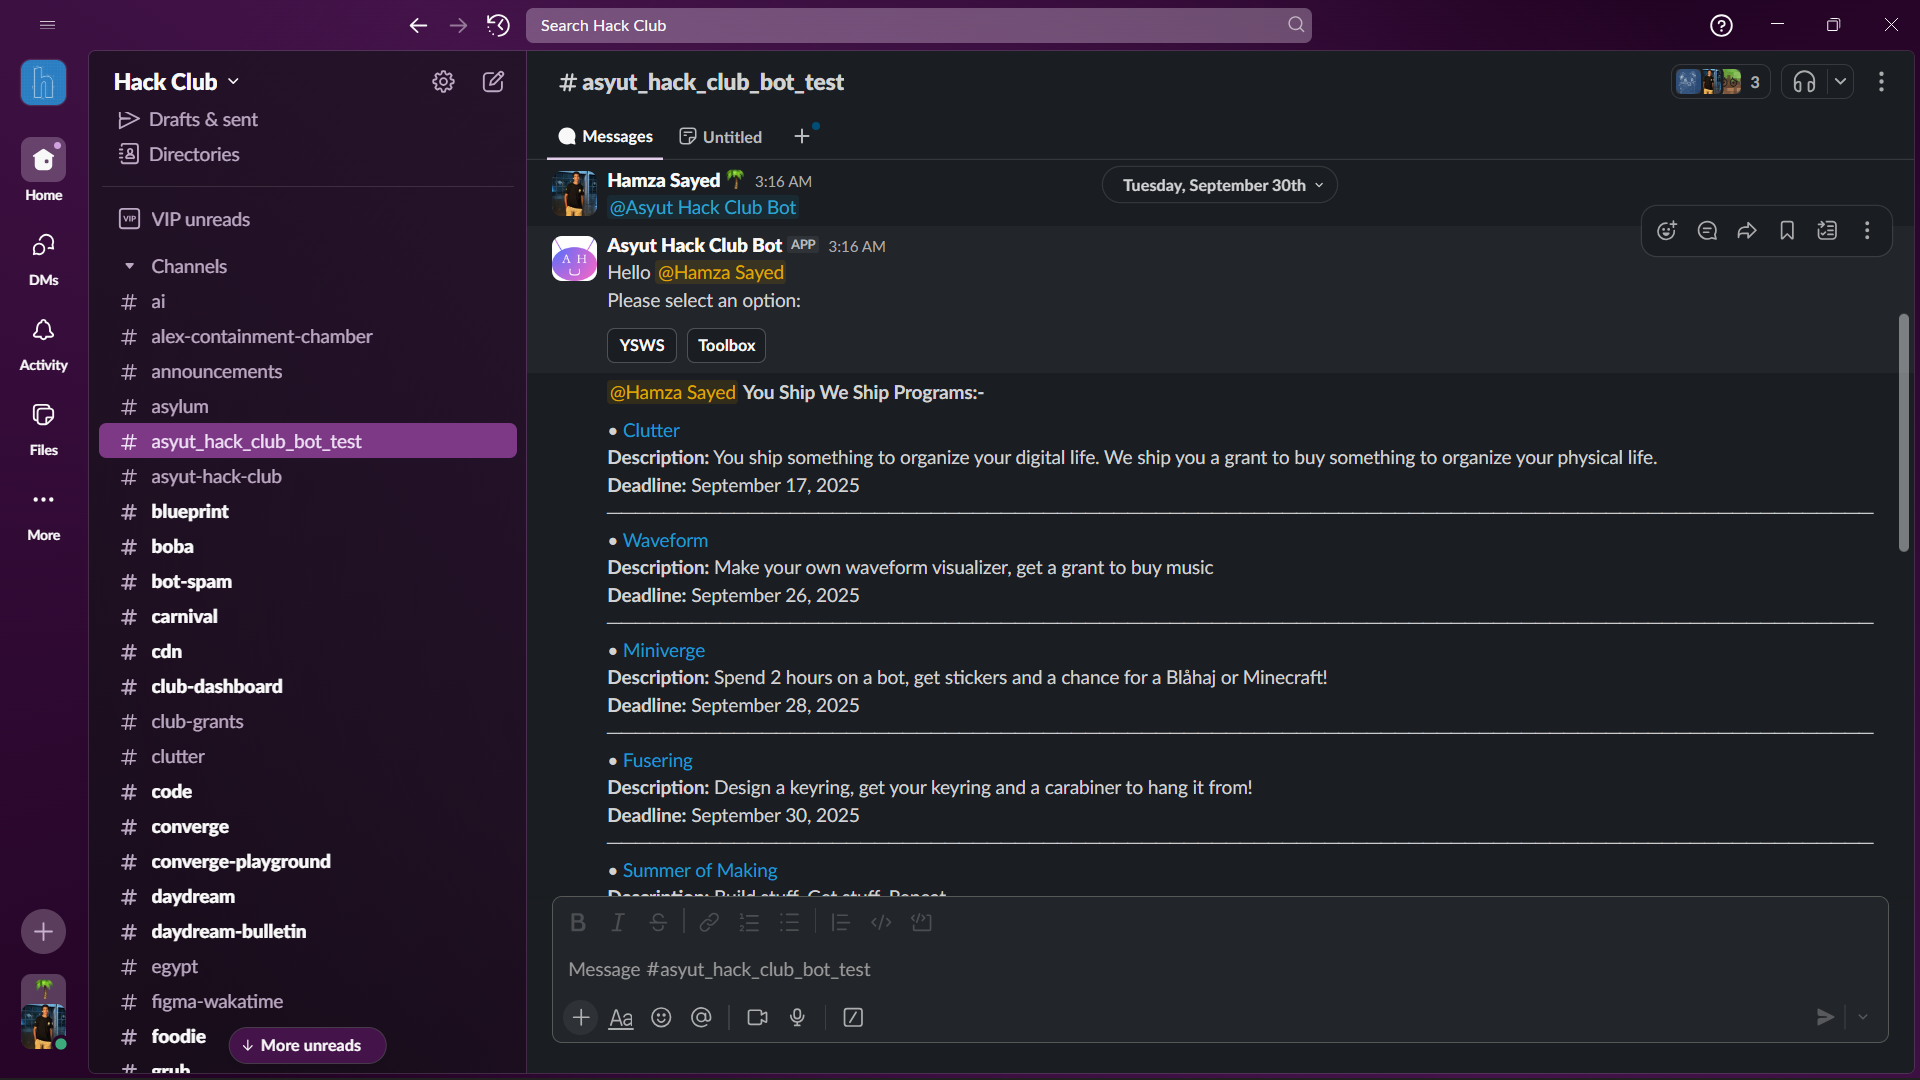 Search Hack Club
Hack Club
Drafts & sent
Directories
Home
VIP unreads
VIP
DMs
Channels
ai
alex-containment-chamber
Activity
announcements
asylum
asyut_hack_club_bot_test
Files
asyut-hack-club
blueprint
More
boba
bot-spam
carnival
cdn
club-dashboard
club-grants
clutter
code
converge
converge-playground
daydream
daydream-bulletin
egypt
figma-wakatime
foodie
More unreads
grub
# asyut_hack_club_bot_test
3
Messages
Untitled
Tuesday, September 30th
Hamza Sayed 3:16 AM
@Asyut Hack Club Bot
A H
Asyut Hack Club Bot APP 3:16 AM
Hello @Hamza Sayed
Please select an option:
YSWS
Toolbox
@Hamza Sayed You Ship We Ship Programs:-
• Clutter
Description: You ship something to organize your digital life. We ship you a grant to buy something to organize your physical life.
Deadline: September 17, 2025
• Waveform
Description: Make your own waveform visualizer, get a grant to buy music
Deadline: September 26, 2025
• Miniverge
Description: Spend 2 hours on a bot, get stickers and a chance for a Blåhaj or Minecraft!
Deadline: September 28, 2025
• Fusering
Description: Design a keyring, get your keyring and a carabiner to hang it from!
Deadline: September 30, 2025
• Summer of Making
Description: Build stuff. Get stuff. Repeat.
Message #asyut_hack_club_bot_test
Aa